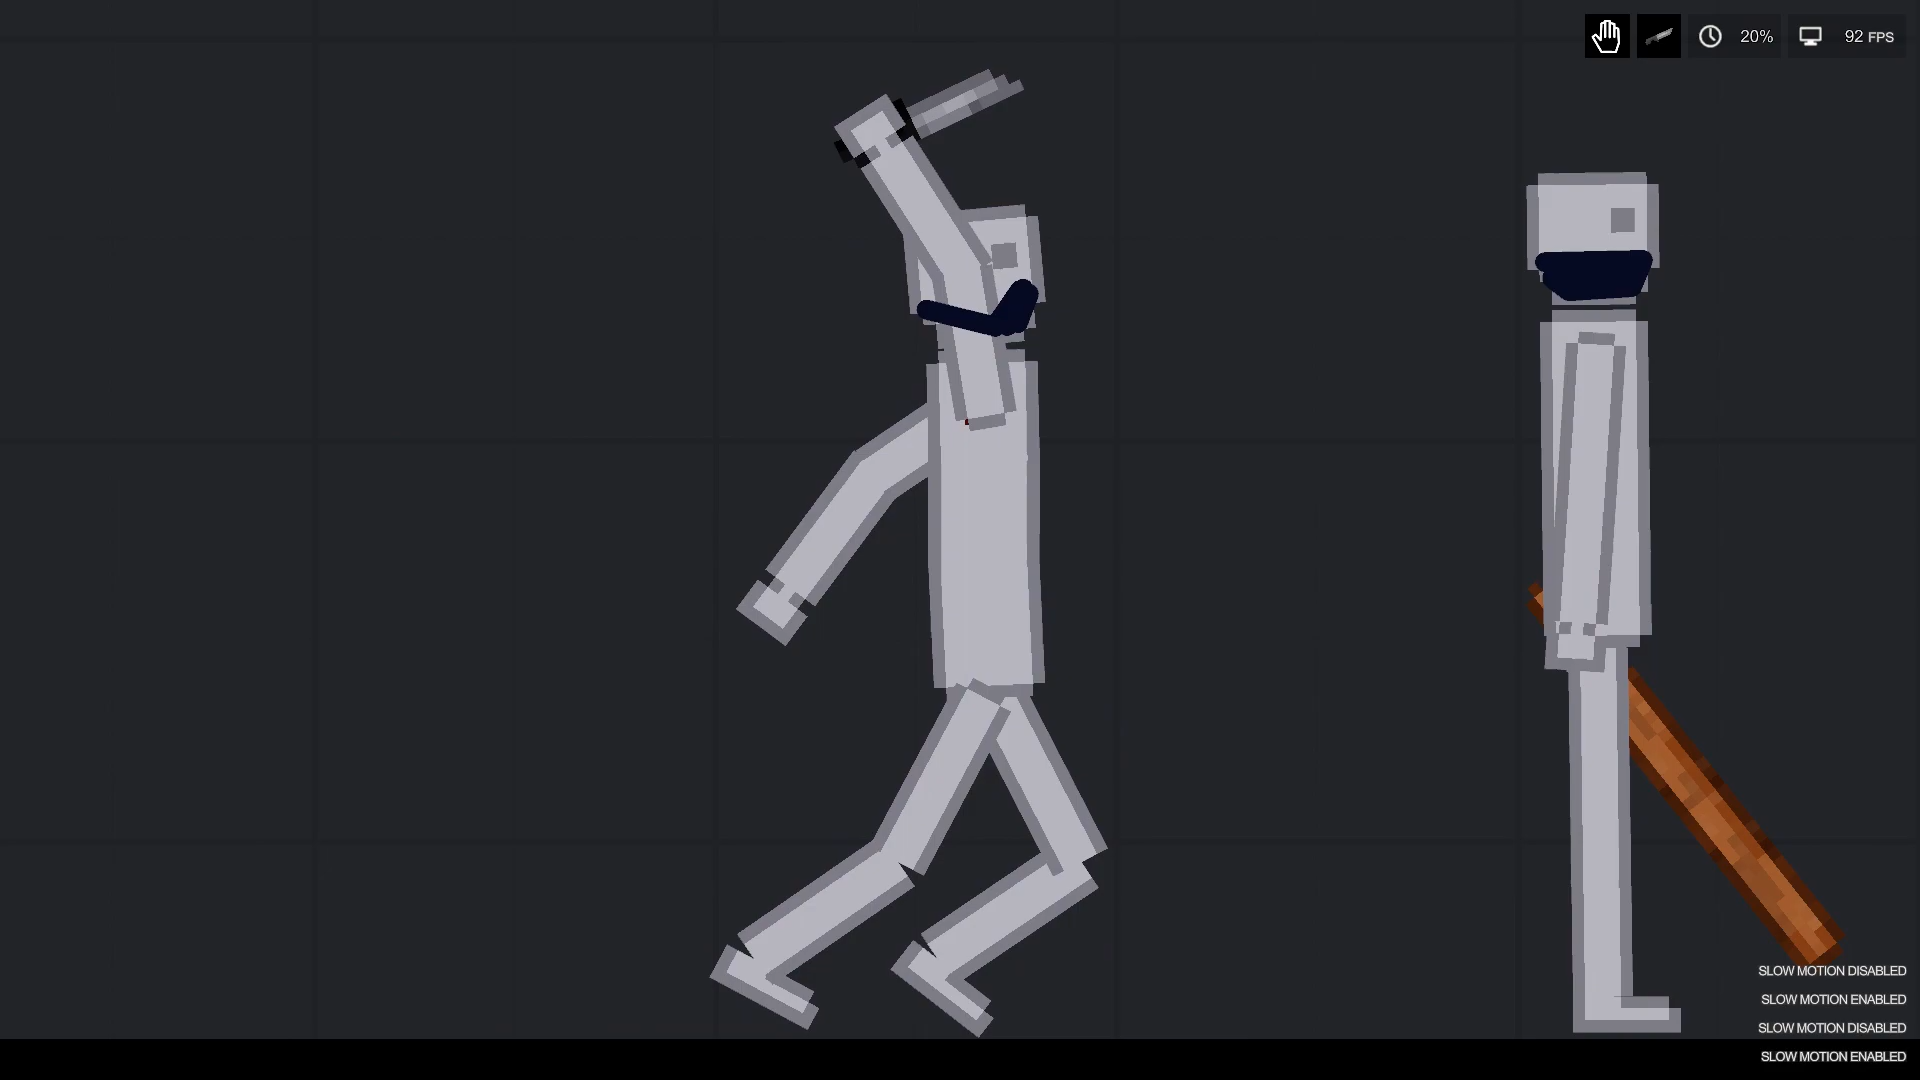 20%
92 FPS
SLOW MOTION DISABLED
SLOW MOTION ENABLED
SLOW MOTION DISABLED
SLOW MOTION ENABLED